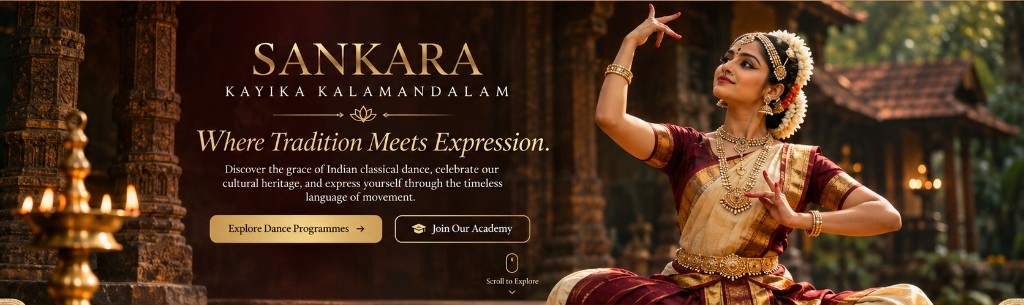 SANKARA
KAYIKA KALAMANDALAM
Where Tradition Meets Expression.
Discover the grace of Indian classical dance, celebrate our
cultural heritage, and express yourself through the timeless
language of movement.
Explore Dance Programmes →
Join Our Academy
Scroll to Explore